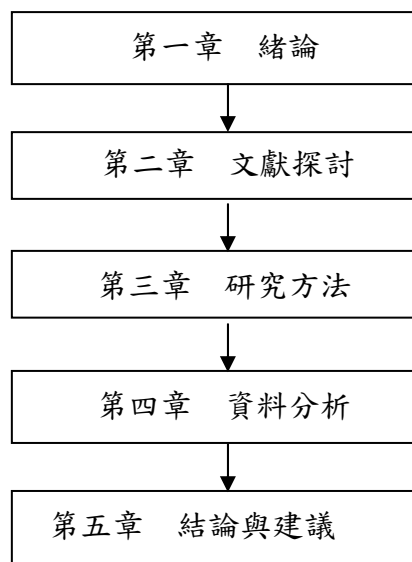 第一章　緒論
第二章　文獻探討
第三章　研究方法
第四章　資料分析
第五章　結論與建議